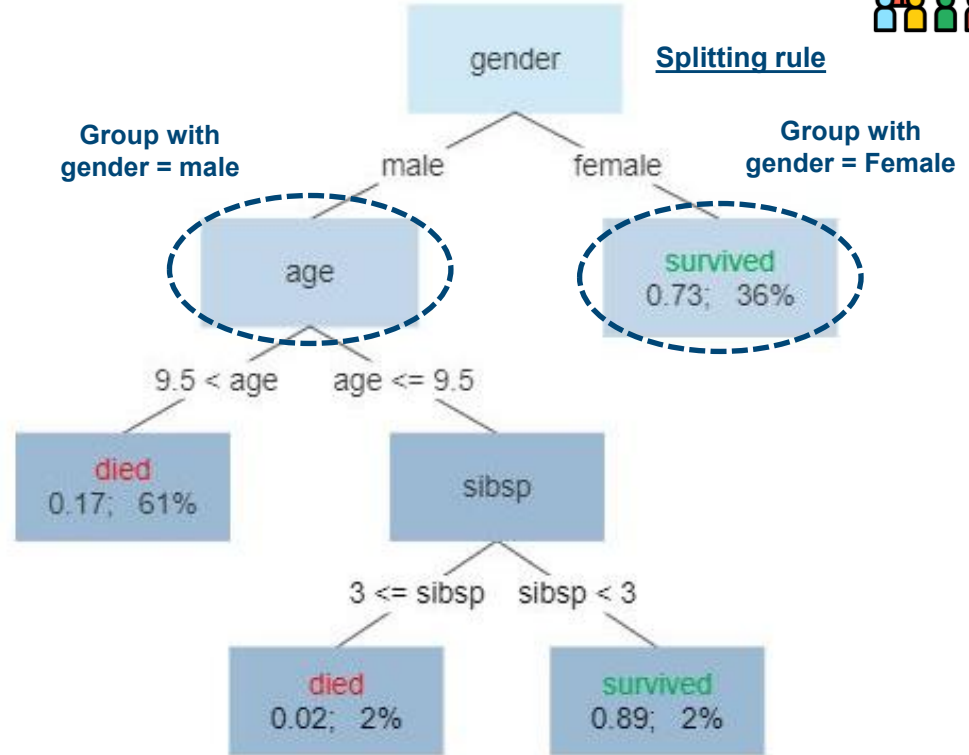 gender
Splitting rule
Group with
gender = male
Group with
gender = Female
male
female
age
survived
0.73; 36%
9.5 < age
age <= 9.5
died
0.17; 61%
sibsp
3 <= sibsp
sibsp < 3
died
0.02; 2%
survived
0.89; 2%